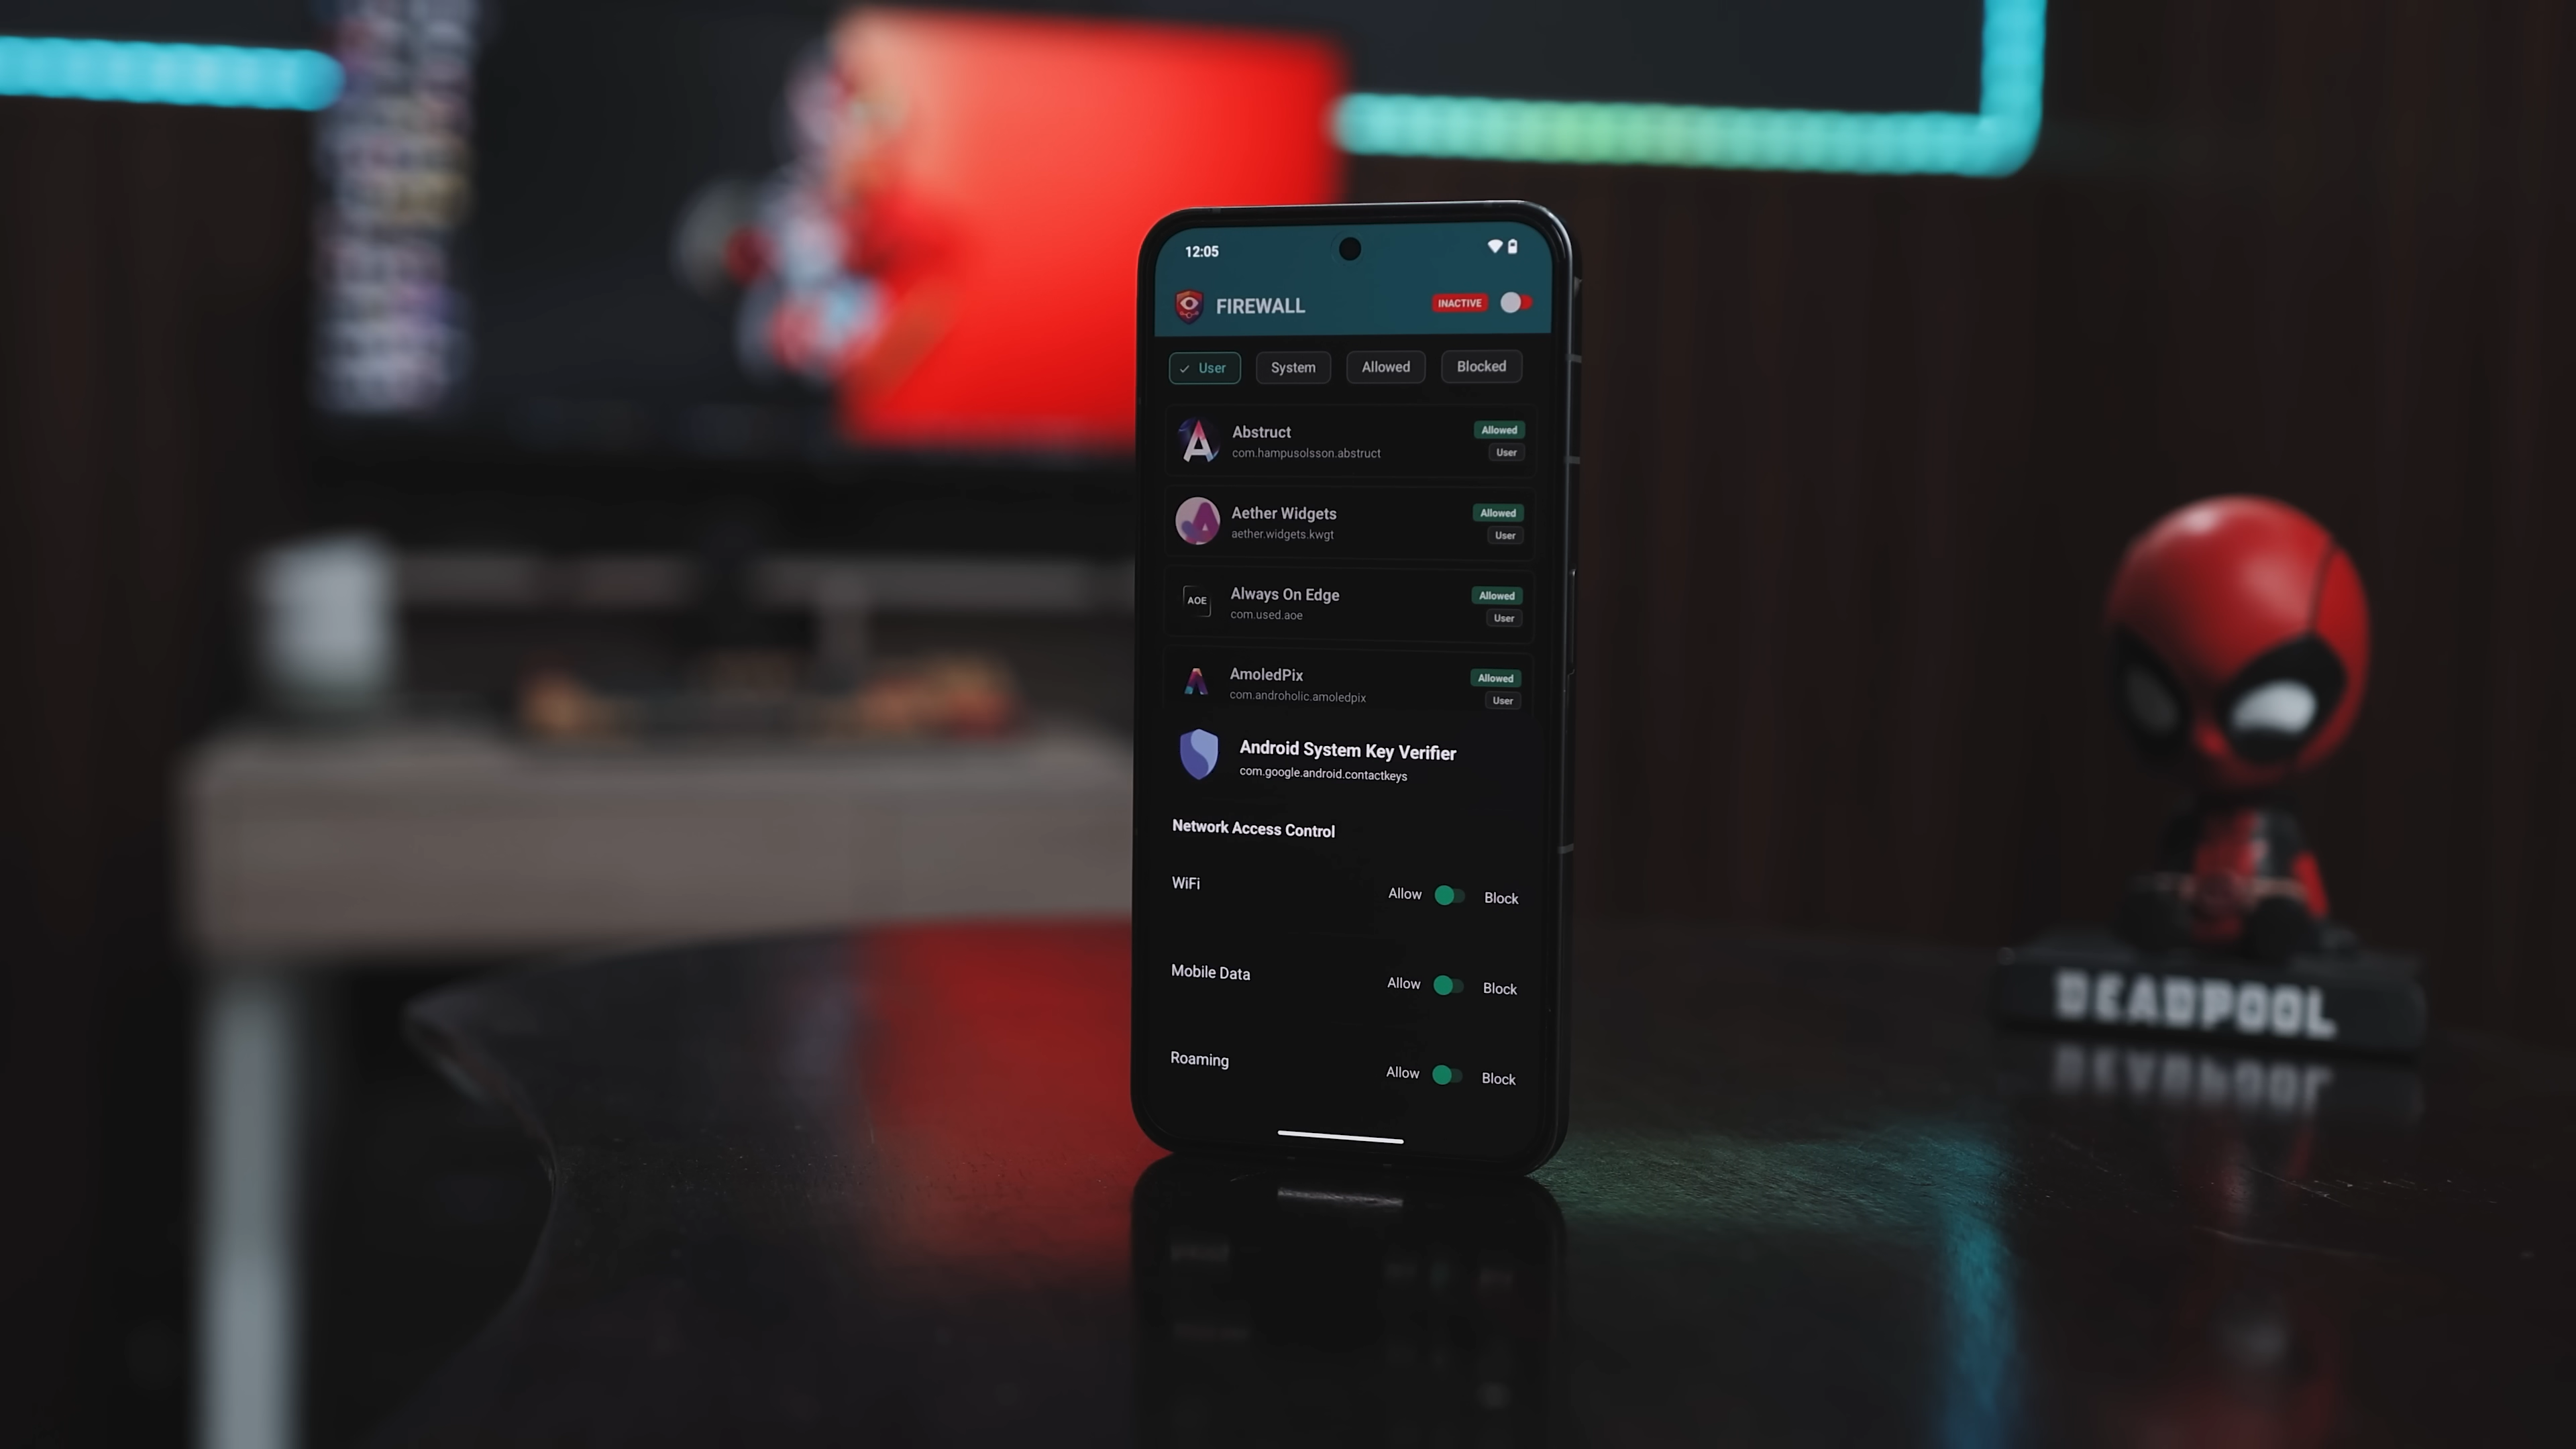 12:05
FIREWALL
INACTIVE
User
System
Allowed
Blocked
Abstruct
com.hampusolsson.abstruct
Allowed
User
Aether Widgets
aether.widgets.kwgt
Allowed
User
AOE
Always On Edge
com.used.aoe
Allowed
User
AmoledPix
com.androholic.amoledpix
Allowed
User
Android System Key Verifier
com.google.android.contactkeys
Network Access Control
WiFi
Allow
Block
Mobile Data
Allow
Block
Roaming
Allow
Block
DEADPOOL